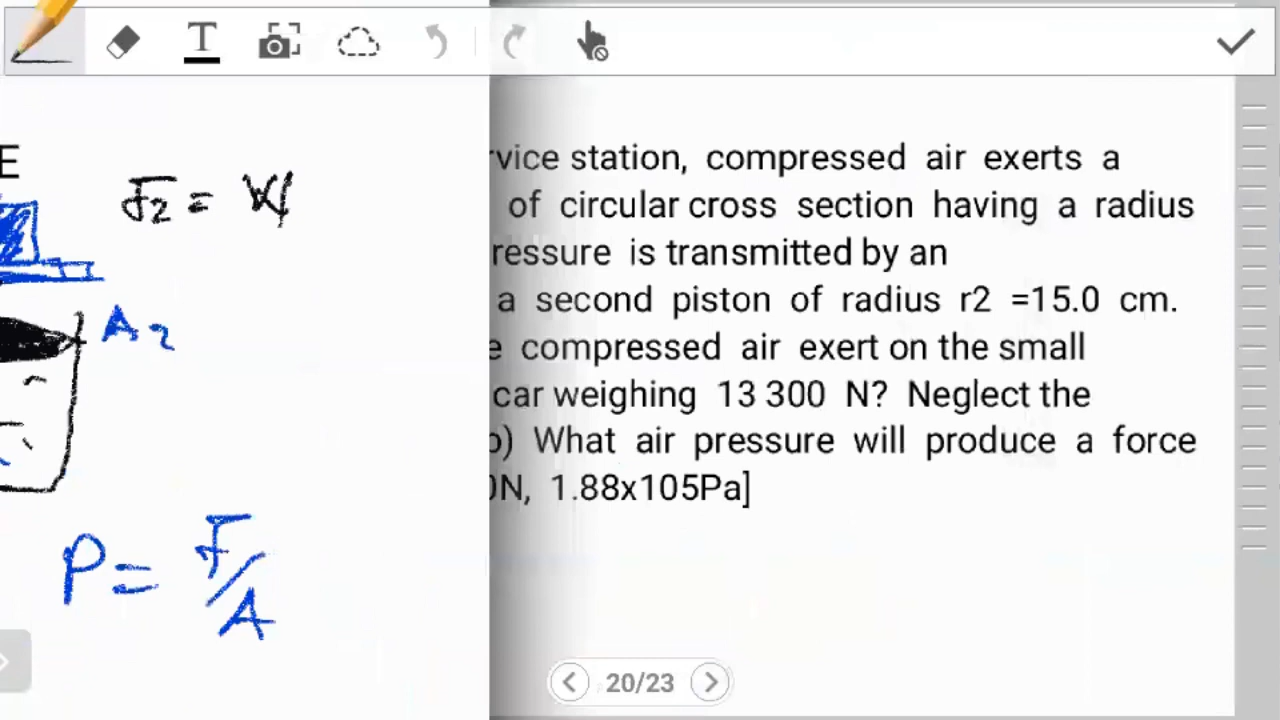 T
E
F2 = W
A2
P = F/A
rvice station, compressed air exerts a
of circular cross section having a radius
ressure is transmitted by an
a second piston of radius r2 =15.0 cm.
e compressed air exert on the small
car weighing 13 300 N? Neglect the
b) What air pressure will produce a force
0N, 1.88x105Pa]
20/23